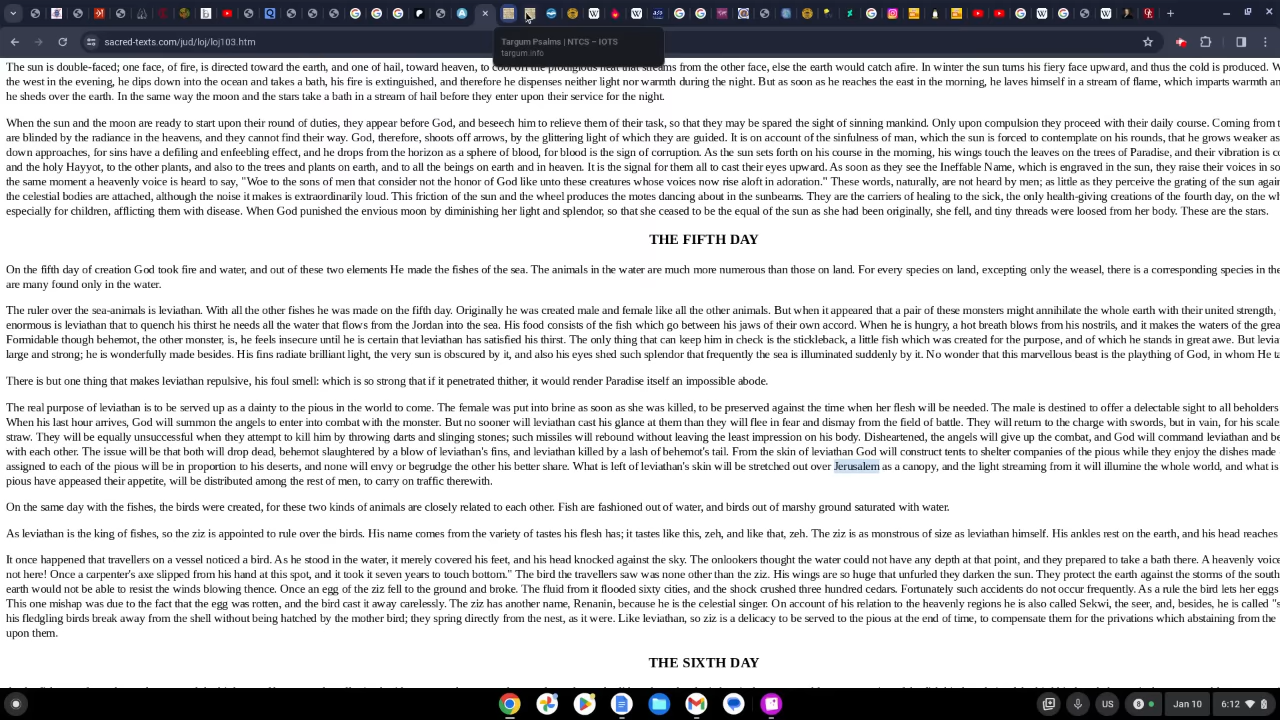 sacred-texts.com/jud/loj/loj103.htm
Targum Psalms | NTCS – IOTS
targum.info
The sun is double-faced; one face, of fire, is directed toward the earth, and one of hail, toward heaven, to cool off the prodigious heat that streams from the other face, else the earth would catch afire. In winter the sun turns his fiery face upward, and thus the cold is produced. W
the west in the evening, he dips down into the ocean and takes a bath, his fire is extinguished, and therefore he dispenses neither light nor warmth during the night. But as soon as he reaches the east in the morning, he laves himself in a stream of flame, which imparts warmth an
he sheds over the earth. In the same way the moon and the stars take a bath in a stream of hail before they enter upon their service for the night.
When the sun and the moon are ready to start upon their round of duties, they appear before God, and beseech him to relieve them of their task, so that they may be spared the sight of sinning mankind. Only upon compulsion they proceed with their daily course. Coming from t
are blinded by the radiance in the heavens, and they cannot find their way. God, therefore, shoots off arrows, by the glittering light of which they are guided. It is on account of the sinfulness of man, which the sun is forced to contemplate on his rounds, that he grows weaker as
down approaches, for sins have a defiling and enfeebling effect, and he drops from the horizon as a sphere of blood, for blood is the sign of corruption. As the sun sets forth on his course in the morning, his wings touch the leaves on the trees of Paradise, and their vibration is co
and the holy Hayyot, to the other plants, and also to the trees and plants on earth, and to all the beings on earth and in heaven. It is the signal for them all to cast their eyes upward. As soon as they see the Ineffable Name, which is engraved in the sun, they raise their voices in so
the same moment a heavenly voice is heard to say, "Woe to the sons of men that consider not the honor of God like unto these creatures whose voices now rise aloft in adoration." These words, naturally, are not heard by men; as little as they perceive the grating of the sun again
the celestial bodies are attached, although the noise it makes is extraordinarily loud. This friction of the sun and the wheel produces the motes dancing about in the sunbeams. They are the carriers of healing to the sick, the only health-giving creations of the fourth day, on the wh
especially for children, afflicting them with disease. When God punished the envious moon by diminishing her light and splendor, so that she ceased to be the equal of the sun as she had been originally, she fell, and tiny threads were loosed from her body. These are the stars.
THE FIFTH DAY
On the fifth day of creation God took fire and water, and out of these two elements He made the fishes of the sea. The animals in the water are much more numerous than those on land. For every species on land, excepting only the weasel, there is a corresponding species in the
are many found only in the water.
The ruler over the sea-animals is leviathan. With all the other fishes he was made on the fifth day. Originally he was created male and female like all the other animals. But when it appeared that a pair of these monsters might annihilate the whole earth with their united strength,
enormous is leviathan that to quench his thirst he needs all the water that flows from the Jordan into the sea. His food consists of the fish which go between his jaws of their own accord. When he is hungry, a hot breath blows from his nostrils, and it makes the waters of the grea
Formidable though behemot, the other monster, is, he feels insecure until he is certain that leviathan has satisfied his thirst. The only thing that can keep him in check is the stickleback, a little fish which was created for the purpose, and of which he stands in great awe. But levia
large and strong; he is wonderfully made besides. His fins radiate brilliant light, the very sun is obscured by it, and also his eyes shed such splendor that frequently the sea is illuminated suddenly by it. No wonder that this marvellous beast is the plaything of God, in whom He ta
There is but one thing that makes leviathan repulsive, his foul smell: which is so strong that if it penetrated thither, it would render Paradise itself an impossible abode.
The real purpose of leviathan is to be served up as a dainty to the pious in the world to come. The female was put into brine as soon as she was killed, to be preserved against the time when her flesh will be needed. The male is destined to offer a delectable sight to all beholders
When his last hour arrives, God will summon the angels to enter into combat with the monster. But no sooner will leviathan cast his glance at them than they will flee in fear and dismay from the field of battle. They will return to the charge with swords, but in vain, for his scale
straw. They will be equally unsuccessful when they attempt to kill him by throwing darts and slinging stones; such missiles will rebound without leaving the least impression on his body. Disheartened, the angels will give up the combat, and God will command leviathan and be
with each other. The issue will be that both will drop dead, behemot slaughtered by a blow of leviathan's fins, and leviathan killed by a lash of behemot's tail. From the skin of leviathan God will construct tents to shelter companies of the pious while they enjoy the dishes made
assigned to each of the pious will be in proportion to his deserts, and none will envy or begrudge the other his better share. What is left of leviathan's skin will be stretched out over Jerusalem as a canopy, and the light streaming from it will illumine the whole world, and what is
pious have appeased their appetite, will be distributed among the rest of men, to carry on traffic therewith.
On the same day with the fishes, the birds were created, for these two kinds of animals are closely related to each other. Fish are fashioned out of water, and birds out of marshy ground saturated with water.
As leviathan is the king of fishes, so the ziz is appointed to rule over the birds. His name comes from the variety of tastes his flesh has; it tastes like this, zeh, and like that, zeh. The ziz is as monstrous of size as leviathan himself. His ankles rest on the earth, and his head reaches
It once happened that travellers on a vessel noticed a bird. As he stood in the water, it merely covered his feet, and his head knocked against the sky. The onlookers thought the water could not have any depth at that point, and they prepared to take a bath there. A heavenly voice
not here! Once a carpenter's axe slipped from his hand at this spot, and it took it seven years to touch bottom." The bird the travellers saw was none other than the ziz. His wings are so huge that unfurled they darken the sun. They protect the earth against the storms of the south
earth would not be able to resist the winds blowing thence. Once an egg of the ziz fell to the ground and broke. The fluid from it flooded sixty cities, and the shock crushed three hundred cedars. Fortunately such accidents do not occur frequently. As a rule the bird lets her eggs
This one mishap was due to the fact that the egg was rotten, and the bird cast it away carelessly. The ziz has another name, Renanin, because he is the celestial singer. On account of his relation to the heavenly regions he is also called Sekwi, the seer, and, besides, he is called "s
his fledgling birds break away from the shell without being hatched by the mother bird; they spring directly from the nest, as it were. Like leviathan, so ziz is a delicacy to be served to the pious at the end of time, to compensate them for the privations which abstaining from the
upon them.
THE SIXTH DAY
US
8
Jan 10
6:12